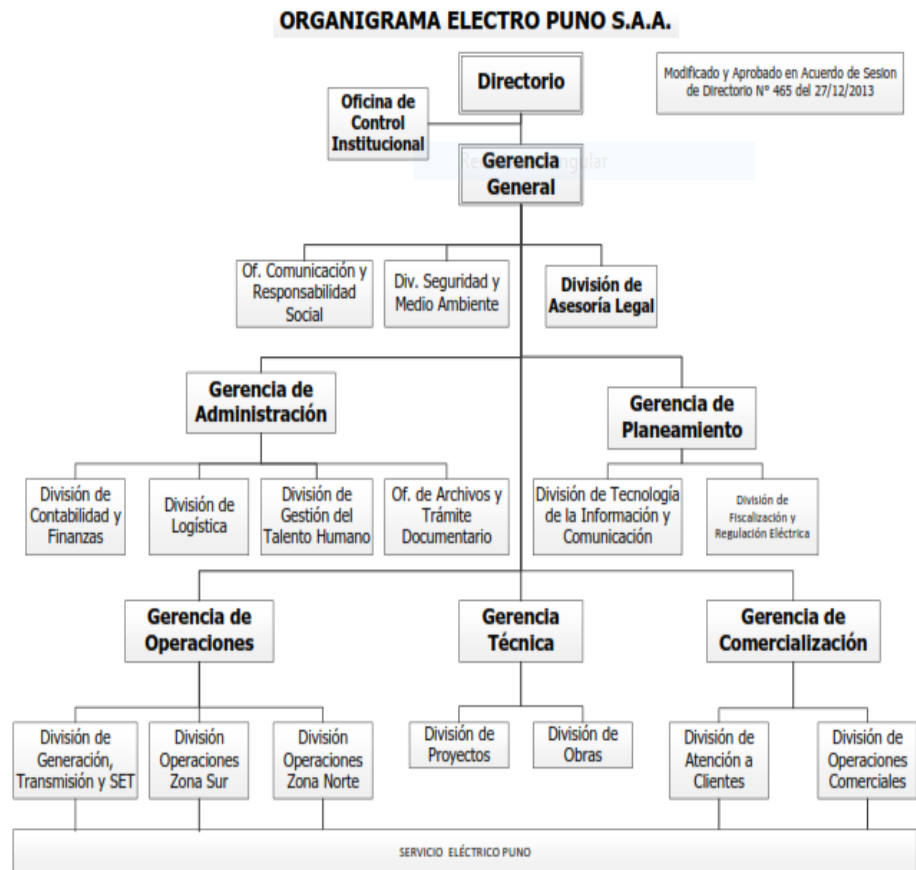 ORGANIGRAMA ELECTRO PUNO S.A.A.
Directorio
Modificado y Aprobado en Acuerdo de Sesion
de Directorio N° 465 del 27/12/2013
Oficina de
Control
Institucional
Gerencia
General
Of. Comunicación y
Responsabilidad
Social
Div. Seguridad y
Medio Ambiente
División de
Asesoría Legal
Gerencia de
Administración
Gerencia de
Planeamiento
División de
Contabilidad y
Finanzas
División de
Logística
División de
Gestión del
Talento Humano
Of. de Archivos y
Trámite
Documentario
División de Tecnología
de la Información y
Comunicación
División de
Fiscalización y
Regulación Eléctrica
Gerencia de
Operaciones
Gerencia
Técnica
Gerencia de
Comercialización
División de
Generación,
Transmisión y SET
División
Operaciones
Zona Sur
División
Operaciones
Zona Norte
División de
Proyectos
División de
Obras
División de
Atención a
Clientes
División de
Operaciones
Comerciales
SERVICIO ELÉCTRICO PUNO